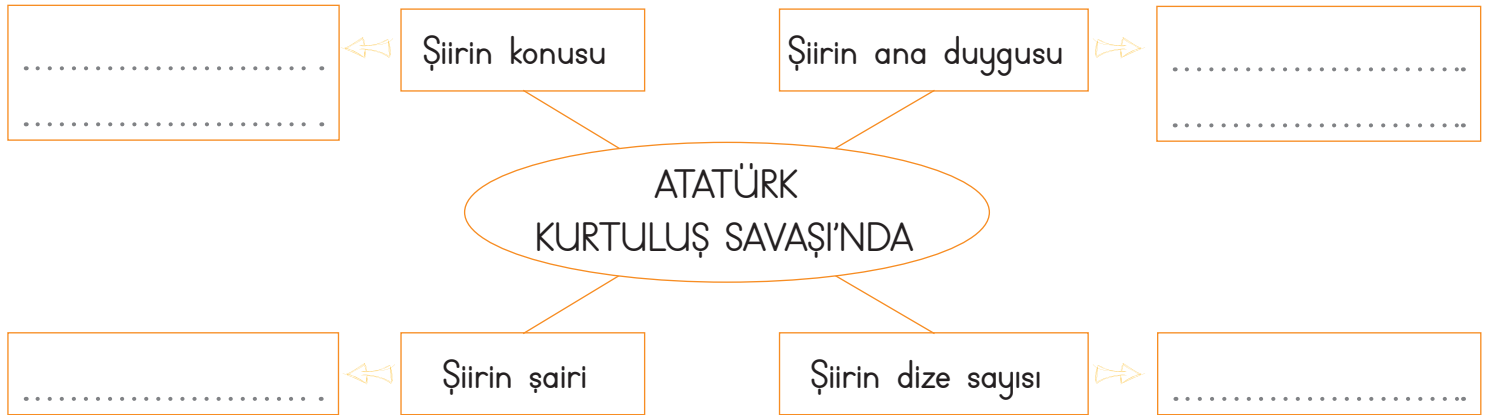 Şiirin konusu
Şiirin ana duygusu
ATATÜRK
KURTULUŞ SAVAŞI'NDA
Şiirin şairi
Şiirin dize sayısı